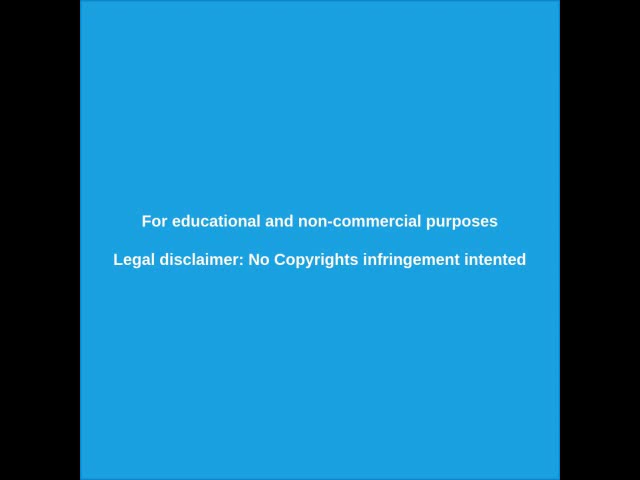 For educational and non-commercial purposes
Legal disclaimer: No Copyrights infringement intented